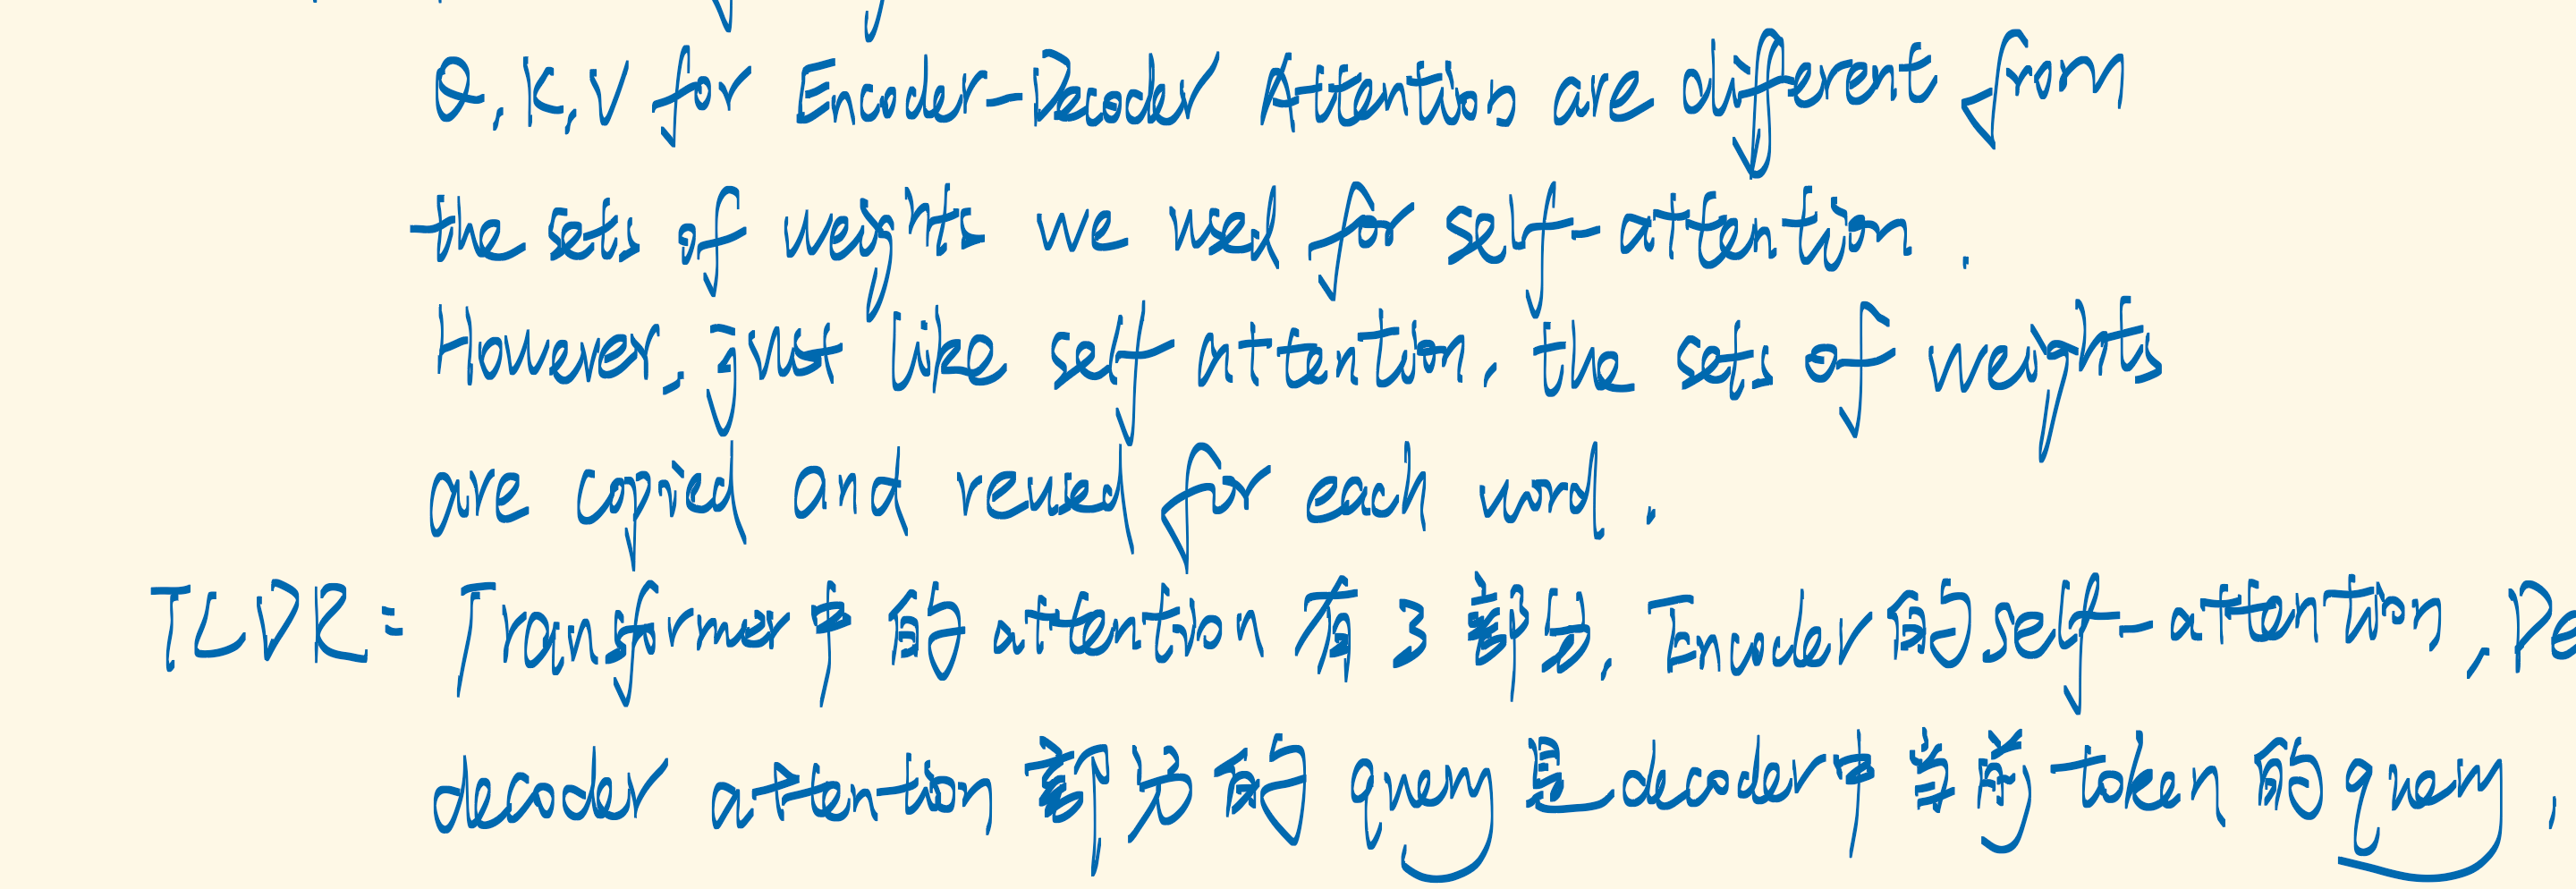 Q, K, V for Encoder-Decoder Attention are different from
the sets of weights we used for self-attention.
However, just like self attention, the sets of weights
are copied and reused for each word.
TLDR: Transformer中的attention有3部分, Encoder的self-attention, De
decoder attention部分的query是decoder中当前token的query,